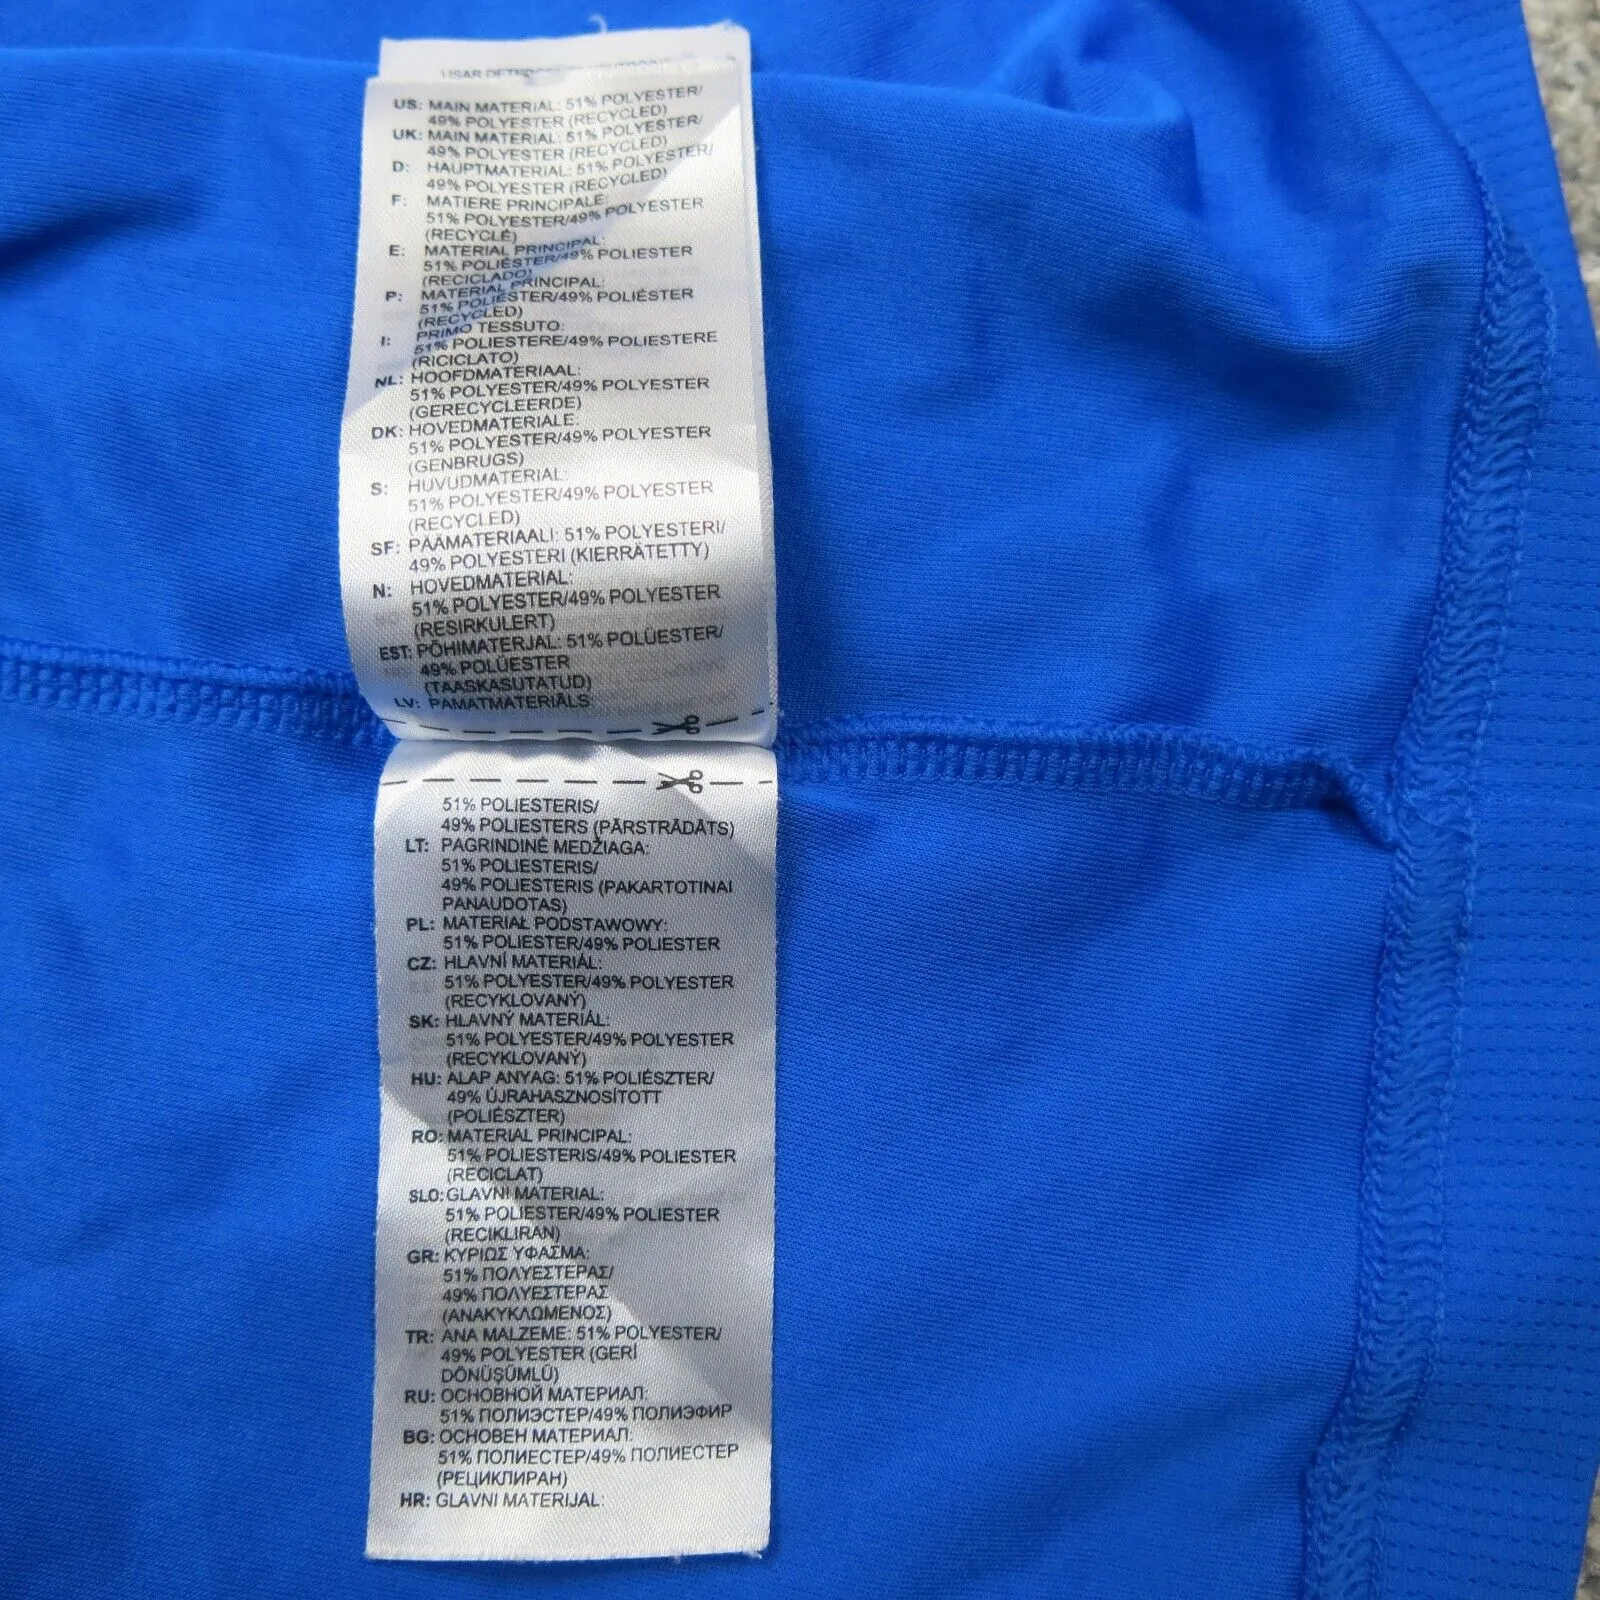 USAR
US: MAIN MATERIAL: 51% POLYESTER/
49% POLYESTER (RECYCLED)
UK: MAIN MATERIAL: 51% POLYESTER/
49% POLYESTER (RECYCLED)
D: HAUPTMATERIAL: 51% POLYESTER/
49% POLYESTER (RECYCLED)
F: MATIERE PRINCIPALE:
51% POLYESTER/49% POLYESTER
(RECYCLÉ)
E: MATERIAL PRINCIPAL:
51% POLIÉSTER/49% POLIESTER
(RECICLADO)
P: MATERIAL PRINCIPAL:
51% POLIÉSTER/49% POLIÉSTER
(RECYCLED)
I: PRIMO TESSUTO:
51% POLIESTERE/49% POLIESTERE
(RICICLATO)
NL: HOOFDMATERIAAL:
51% POLYESTER/49% POLYESTER
(GERECYCLEERDE)
DK: HOVEDMATERIALE:
51% POLYESTER/49% POLYESTER
(GENBRUGS)
S: HUVUDMATERIAL:
51% POLYESTER/49% POLYESTER
(RECYCLED)
SF: PÄÄMATERIAALI: 51% POLYESTERI/
49% POLYESTERI (KIERRÄTETTY)
N: HOVEDMATERIAL:
51% POLYESTER/49% POLYESTER
(RESIRKULERT)
EST: PÕHIMATERJAL: 51% POLÜESTER/
49% POLÜESTER
(TAASKASUTATUD)
LV: PAMATMATERIĀLS:
51% POLIESTERIS/
49% POLIESTERS (PĀRSTRĀDĀTS)
LT: PAGRINDINĖ MEDŽIAGA:
51% POLIESTERIS/
49% POLIESTERIS (PAKARTOTINAI
PANAUDOTAS)
PL: MATERIAŁ PODSTAWOWY:
51% POLIESTER/49% POLIESTER
CZ: HLAVNÍ MATERIÁL:
51% POLYESTER/49% POLYESTER
(RECYKLOVANÝ)
SK: HLAVNÝ MATERIÁL:
51% POLYESTER/49% POLYESTER
(RECYKLOVANÝ)
HU: ALAP ANYAG: 51% POLIÉSZTER/
49% ÚJRAHASZNOSÍTOTT
(POLIÉSZTER)
RO: MATERIAL PRINCIPAL:
51% POLIESTERIS/49% POLIESTER
(RECICLAT)
SLO: GLAVNI MATERIAL:
51% POLIESTER/49% POLIESTER
(RECIKLIRAN)
GR: ΚΥΡΙΩΣ ΥΦΑΣΜΑ:
51% ΠΟΛΥΕΣΤΕΡΑΣ/
49% ΠΟΛΥΕΣΤΕΡΑΣ
(ΑΝΑΚΥΚΛΩΜΕΝΟΣ)
TR: ANA MALZEME: 51% POLYESTER/
49% POLYESTER (GERİ
DÖNÜŞÜMLÜ)
RU: ОСНОВНОЙ МАТЕРИАЛ:
51% ПОЛИЭСТЕР/49% ПОЛИЭФИР
BG: ОСНОВЕН МАТЕРИАЛ:
51% ПОЛИЕСТЕР/49% ПОЛИЕСТЕР
(РЕЦИКЛИРАН)
HR: GLAVNI MATERIJAL: